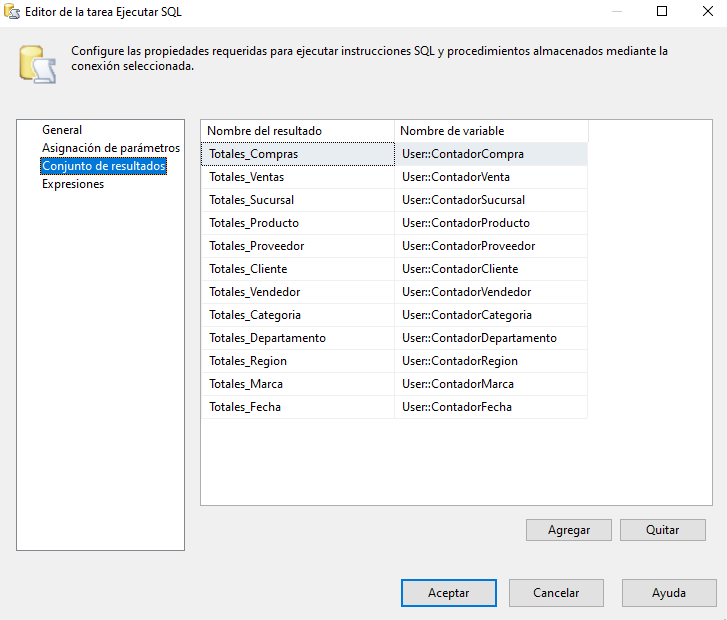 Editor de la tarea Ejecutar SQL
Configure las propiedades requeridas para ejecutar instrucciones SQL y procedimientos almacenados mediante la
conexión seleccionada.
General
Asignación de parámetros
Conjunto de resultados
Expresiones
Nombre del resultado Nombre de variable
Totales_Compras User::ContadorCompra
Totales_Ventas User::ContadorVenta
Totales_Sucursal User::ContadorSucursal
Totales_Producto User::ContadorProducto
Totales_Proveedor User::ContadorProveedor
Totales_Cliente User::ContadorCliente
Totales_Vendedor User::ContadorVendedor
Totales_Categoria User::ContadorCategoria
Totales_Departamento User::ContadorDepartamento
Totales_Region User::ContadorRegion
Totales_Marca User::ContadorMarca
Totales_Fecha User::ContadorFecha
Agregar Quitar
Aceptar Cancelar Ayuda